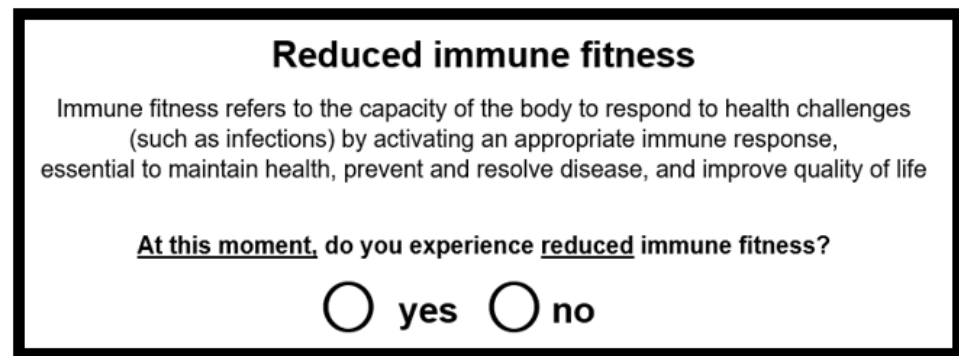 Reduced immune fitness
Immune fitness refers to the capacity of the body to respond to health challenges
(such as infections) by activating an appropriate immune response,
essential to maintain health, prevent and resolve disease, and improve quality of life
At this moment, do you experience reduced immune fitness?
yes no